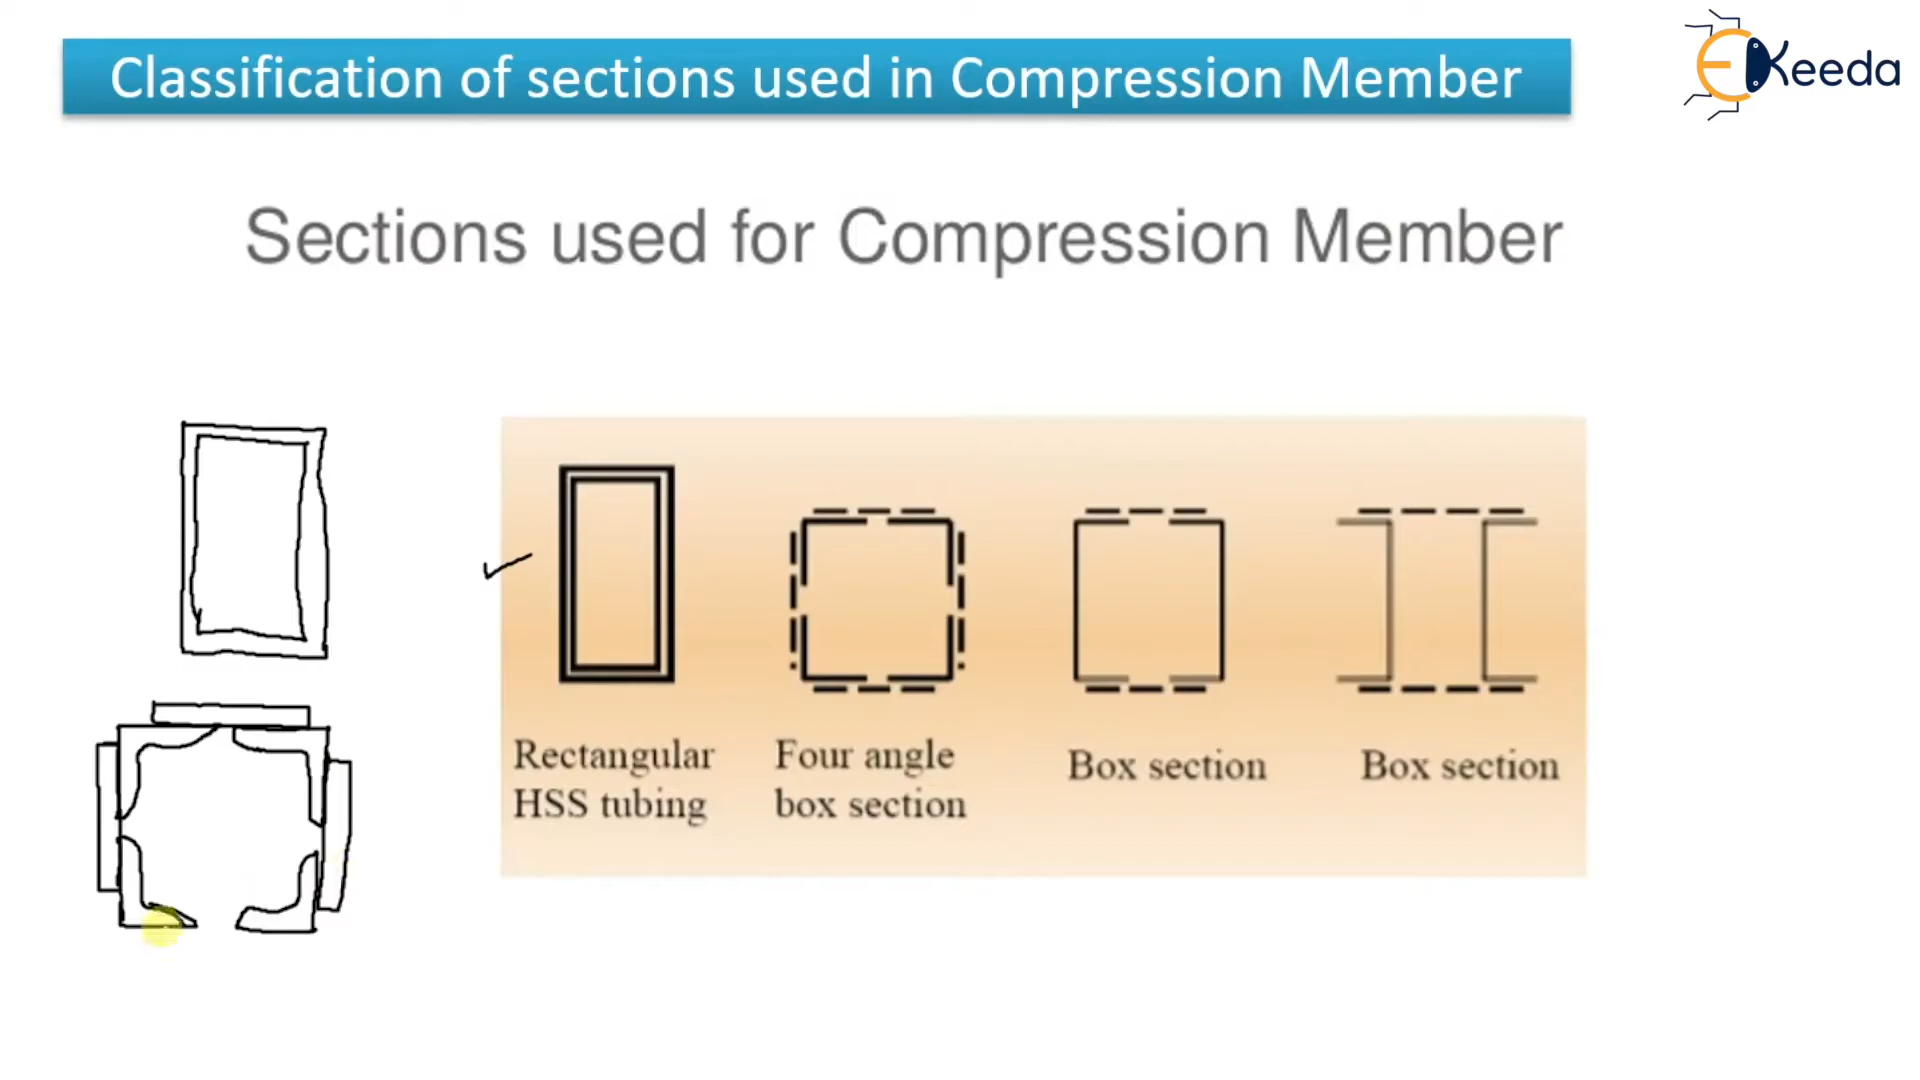 Classification of sections used in Compression Member
EKeeda
Sections used for Compression Member
Rectangular
HSS tubing
Four angle
box section
Box section
Box section